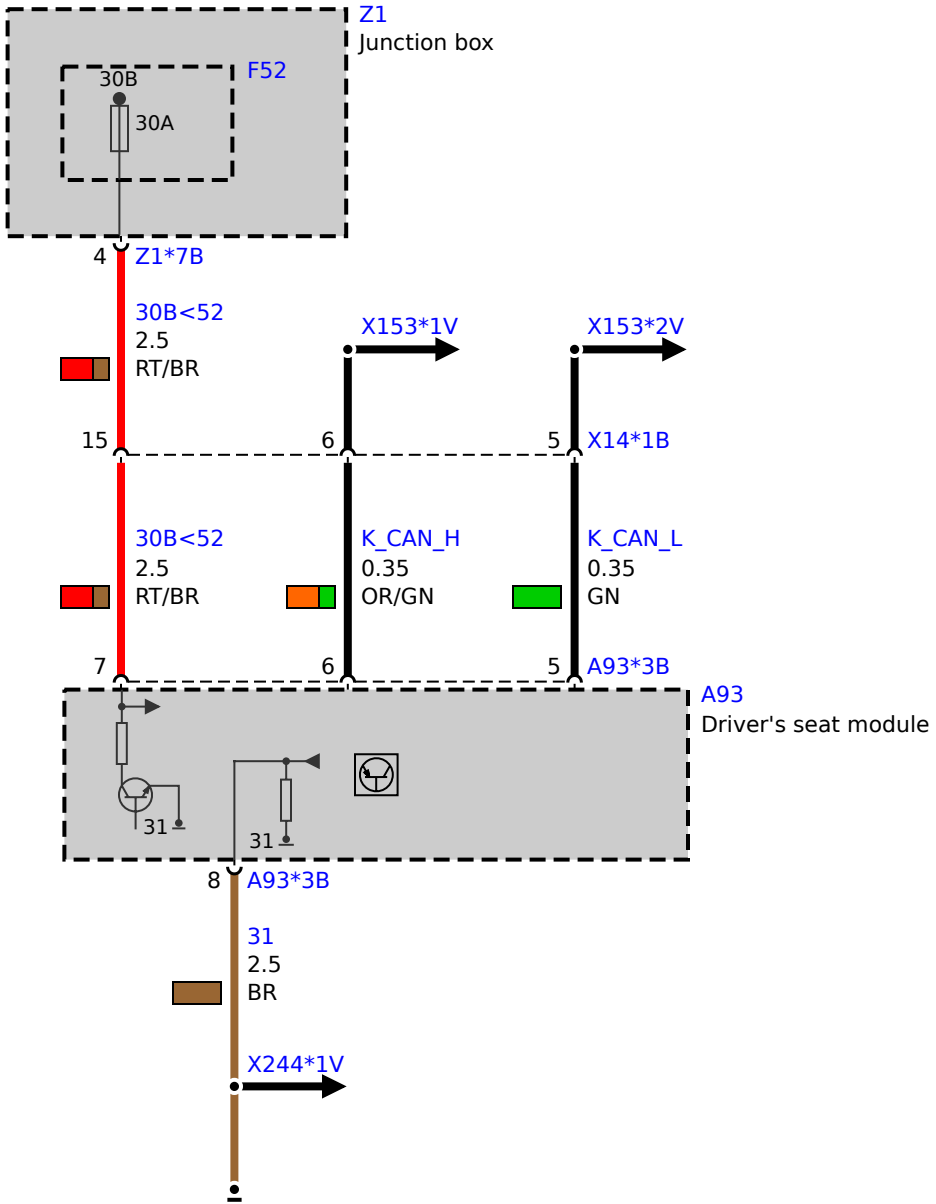 Z1
Junction box
F52
30B
30A
4
Z1*7B
30B<52
2.5
RT/BR
X153*1V
X153*2V
15
6
5
X14*1B
30B<52
2.5
RT/BR
K_CAN_H
0.35
OR/GN
K_CAN_L
0.35
GN
7
6
5
A93*3B
A93
Driver's seat module
31
31
8
A93*3B
31
2.5
BR
X244*1V